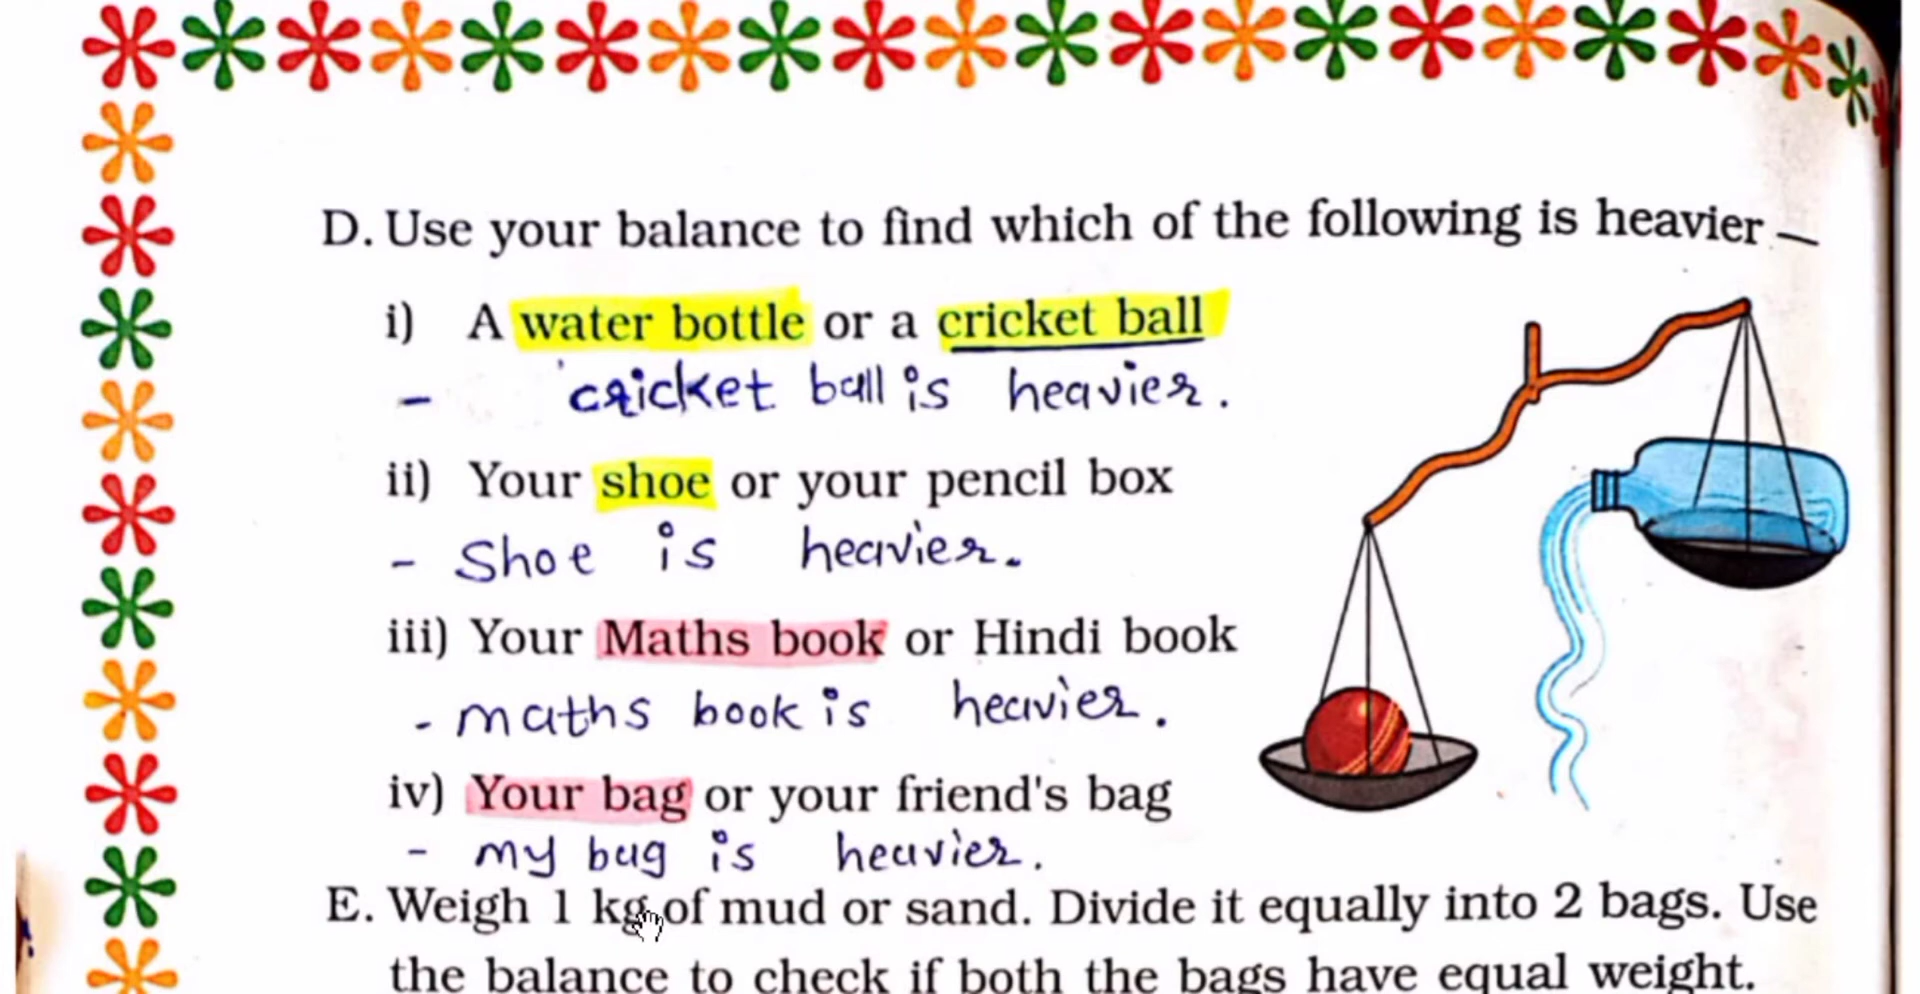 D. Use your balance to find which of the following is heavier —
i) A water bottle or a cricket ball
- cricket ball is heavier.
ii) Your shoe or your pencil box
- Shoe is heavier.
iii) Your Maths book or Hindi book
- maths book is heavier.
iv) Your bag or your friend's bag
- my bag is heavier.
E. Weigh 1 kg of mud or sand. Divide it equally into 2 bags. Use
the balance to check if both the bags have equal weight.